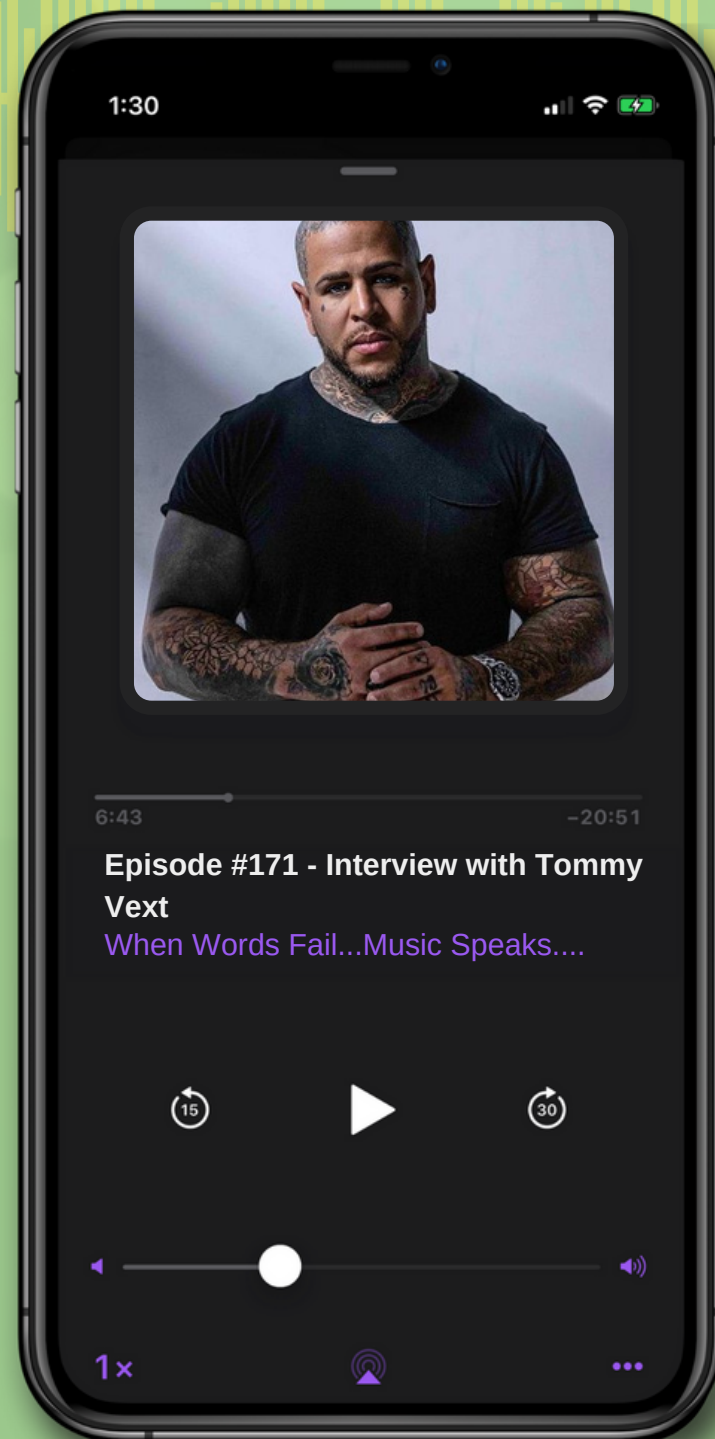 1:30
6:43
−20:51
Episode #171 - Interview with Tommy
Vext
When Words Fail...Music Speaks....
15
30
1×